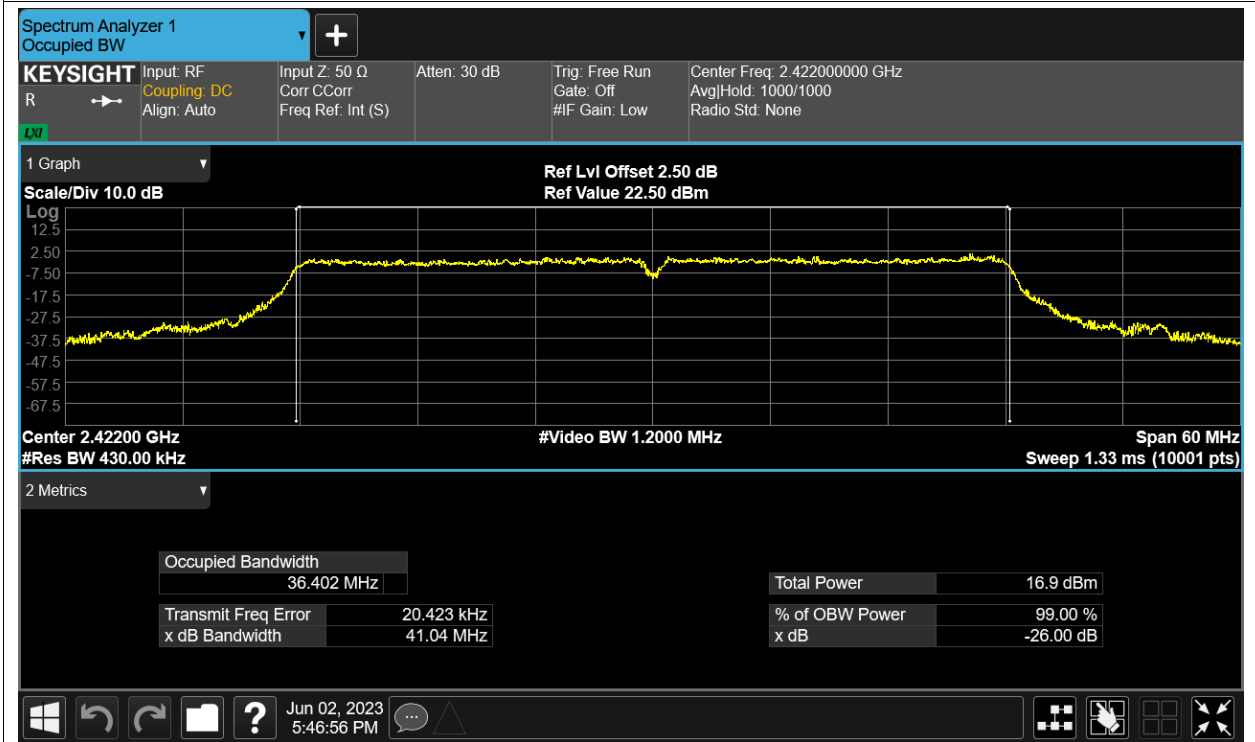 Spectrum Analyzer 1
Occupied BW
KEYSIGHT
R
LXI
Input: RF
Coupling: DC
Align: Auto
Input Z: 50 Ω
Corr CCorr
Freq Ref: Int (S)
Atten: 30 dB
Trig: Free Run
Gate: Off
#IF Gain: Low
Center Freq: 2.422000000 GHz
Avg|Hold: 1000/1000
Radio Std: None
1 Graph
Scale/Div 10.0 dB
Ref Lvl Offset 2.50 dB
Ref Value 22.50 dBm
Log
12.5
2.50
-7.50
-17.5
-27.5
-37.5
-47.5
-57.5
-67.5
Center 2.42200 GHz
#Video BW 1.2000 MHz
Span 60 MHz
#Res BW 430.00 kHz
Sweep 1.33 ms (10001 pts)
2 Metrics
Occupied Bandwidth
36.402 MHz
Total Power 16.9 dBm
Transmit Freq Error 20.423 kHz
% of OBW Power 99.00 %
x dB Bandwidth 41.04 MHz
x dB -26.00 dB
?
Jun 02, 2023
5:46:56 PM